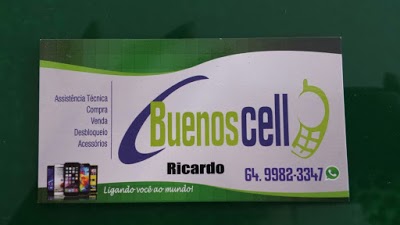 Assistência Técnica
Compra
Venda
Desbloqueio
Acessórios
Buenoscell
Ricardo
64. 9982-3347
Ligando você ao mundo!